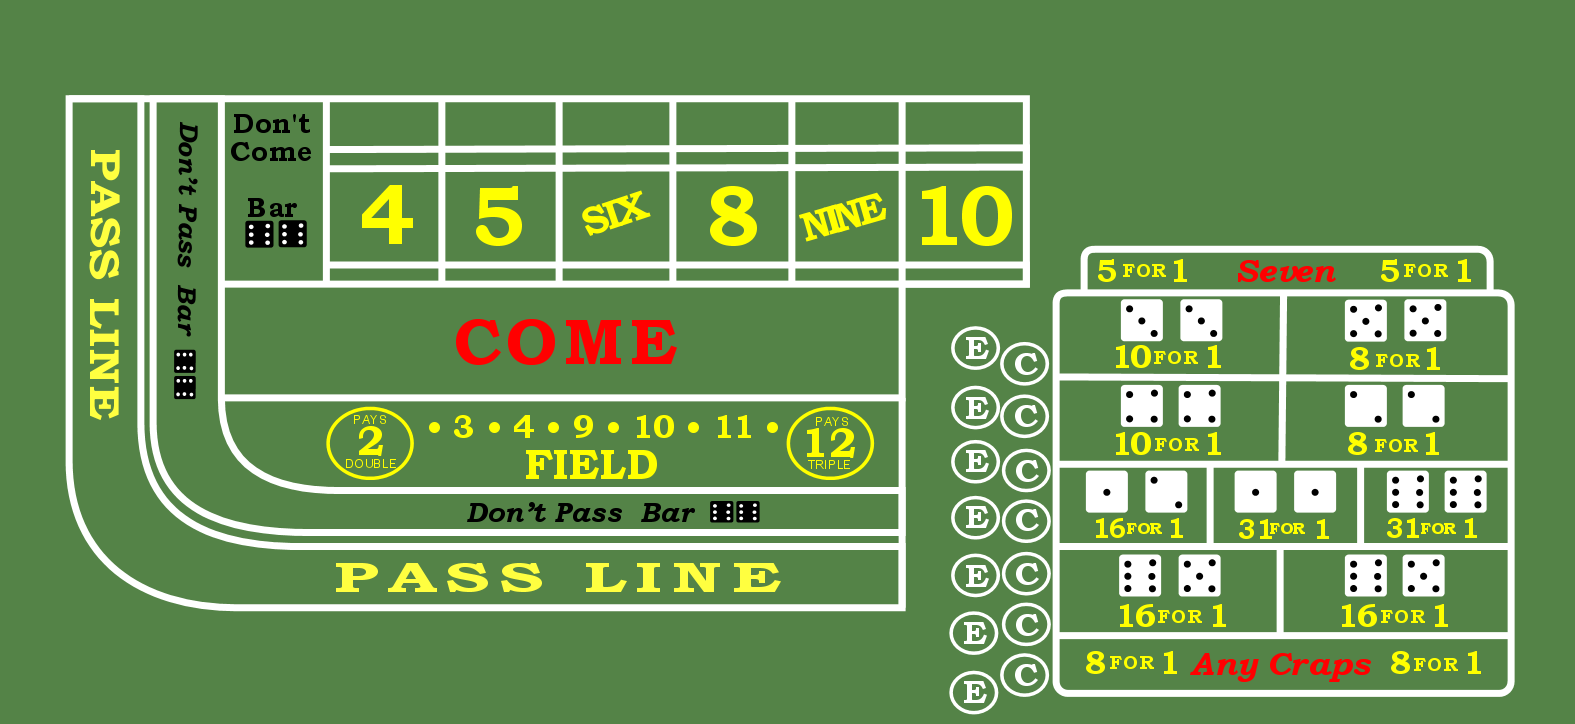 PASS LINE
Don't Pass Bar
Don't
Come
Bar
4 5 SIX 8 NINE 10
COME
PAYS
2
DOUBLE
• 3 • 4 • 9 • 10 • 11 •
FIELD
PAYS
12
TRIPLE
Don't Pass Bar
PASS LINE
E C
E C
E C
E C
E C
E C
E C
5 FOR 1 Seven 5 FOR 1
10 FOR 1 8 FOR 1
10 FOR 1 8 FOR 1
16 FOR 1 31 FOR 1 31 FOR 1
16 FOR 1 16 FOR 1
8 FOR 1 Any Craps 8 FOR 1